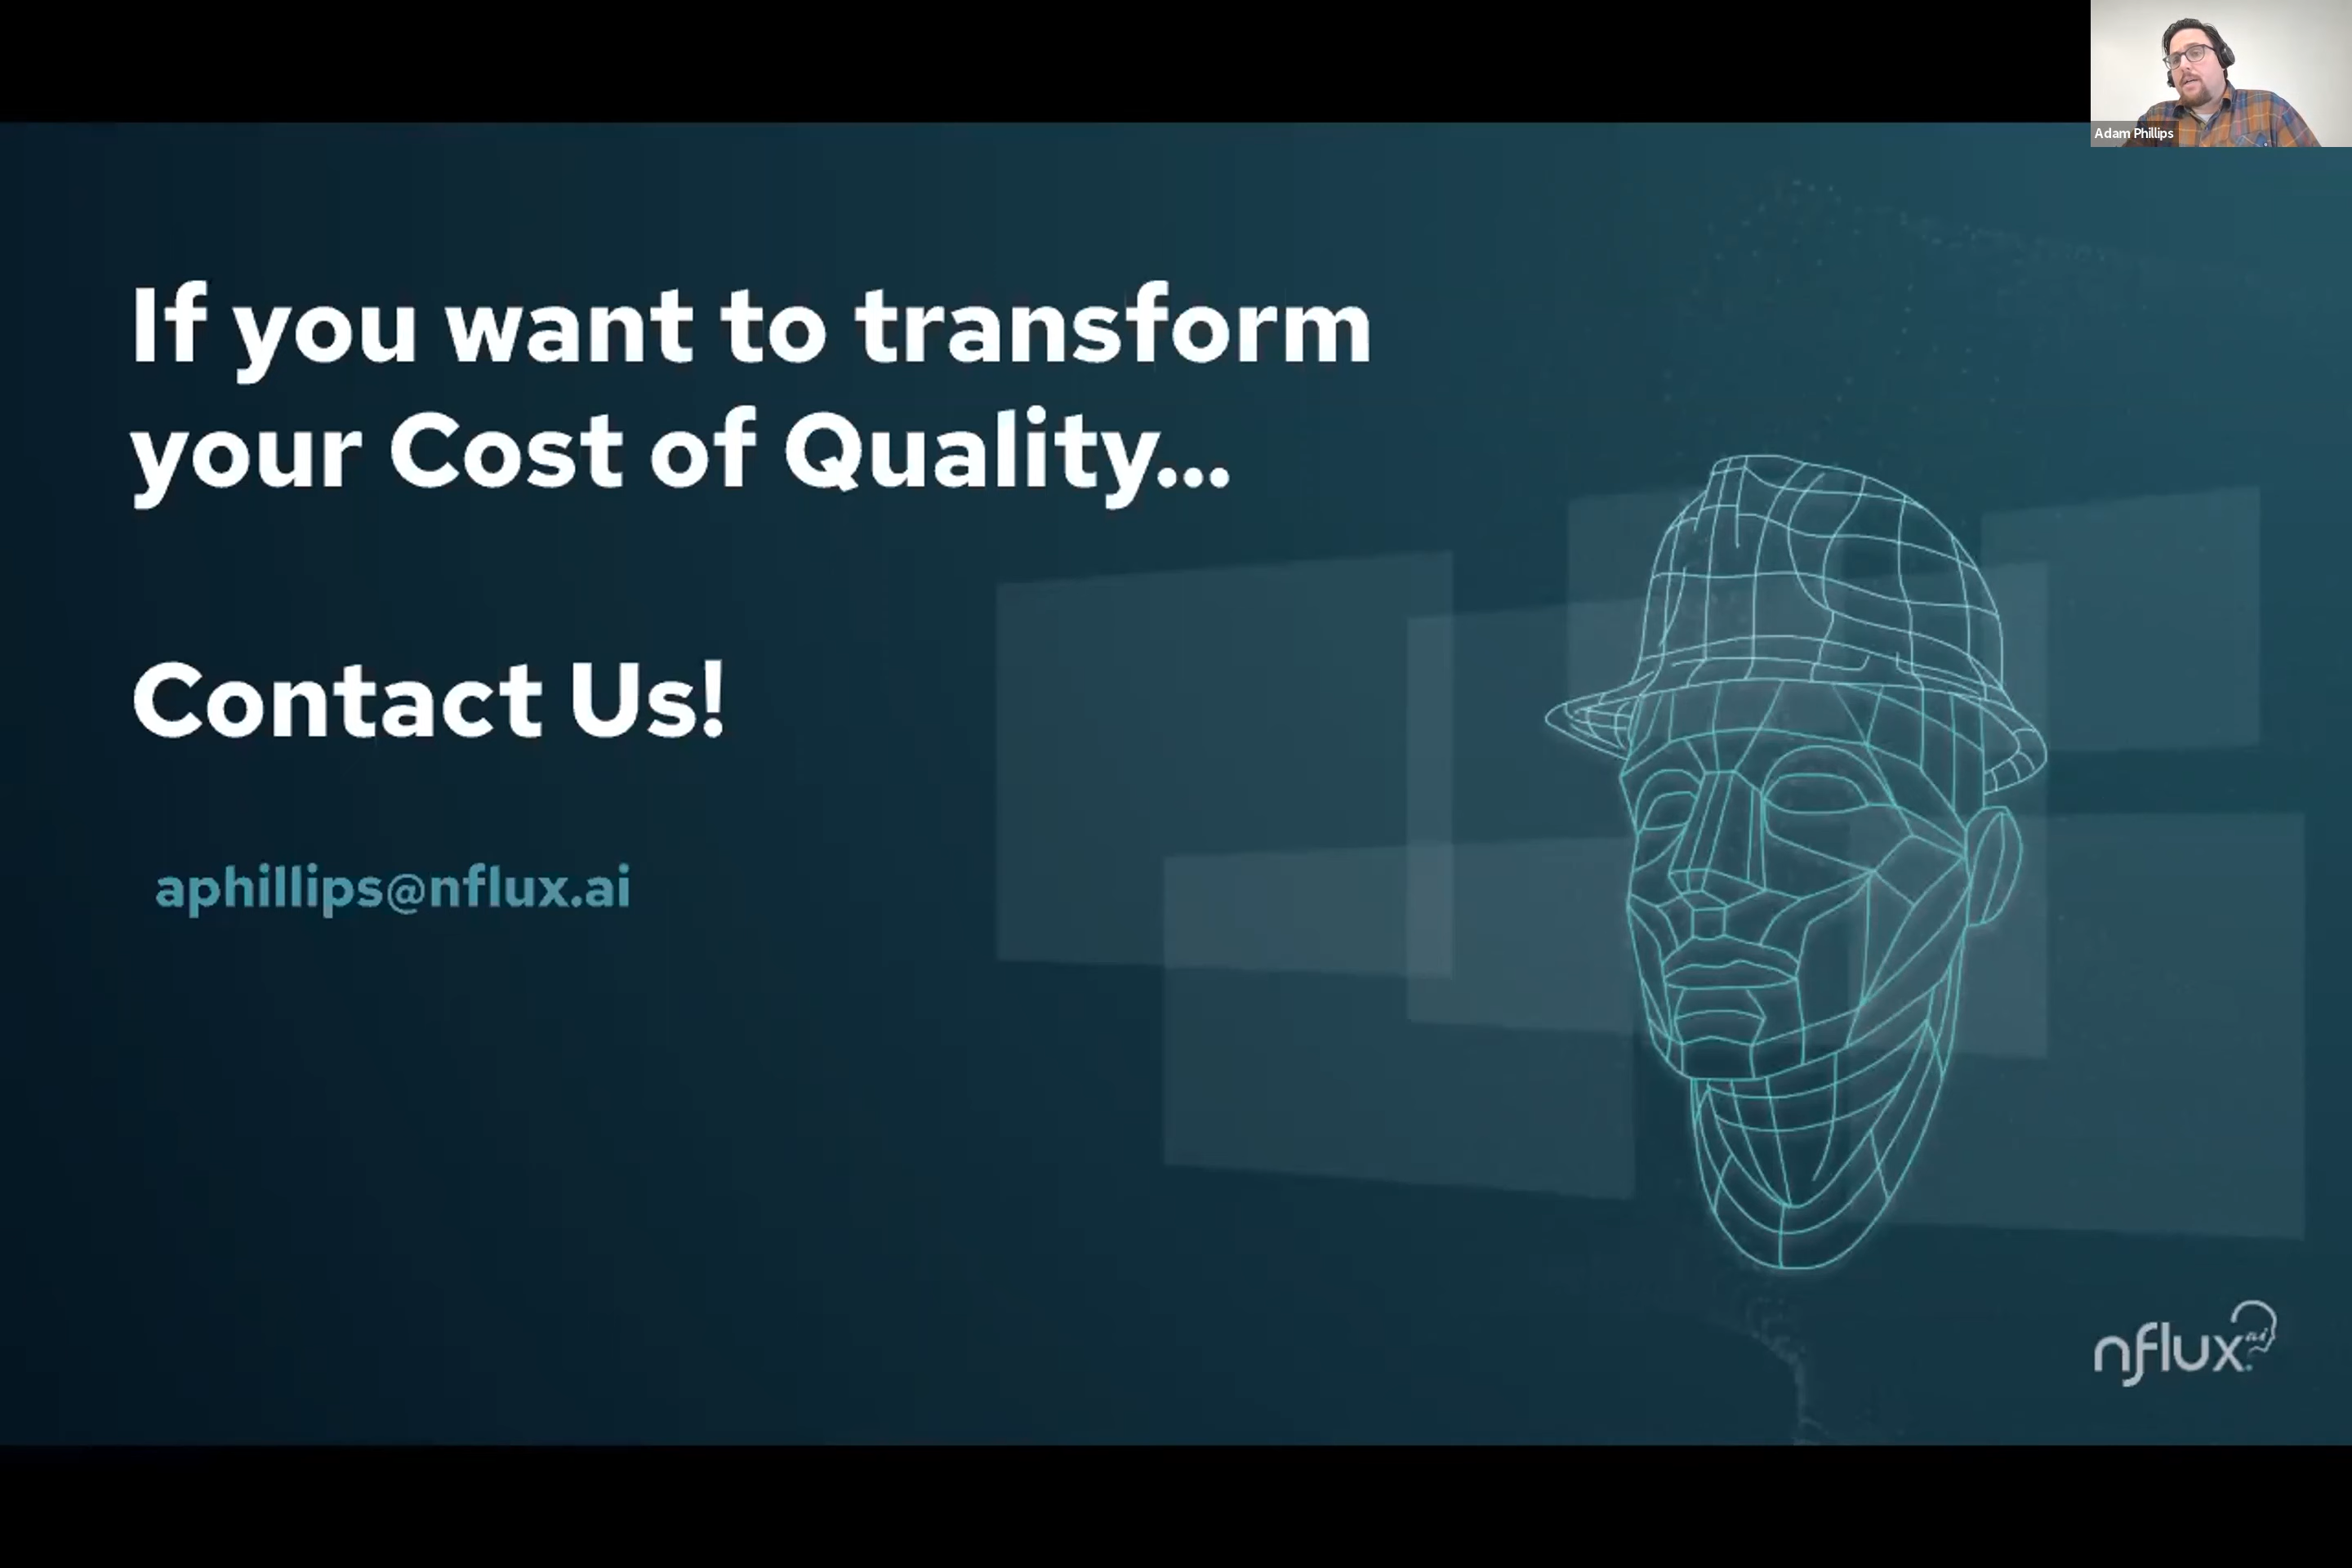 Adam Phillips
If you want to transform
your Cost of Quality...
Contact Us!
aphillips@nflux.ai
nflux ai